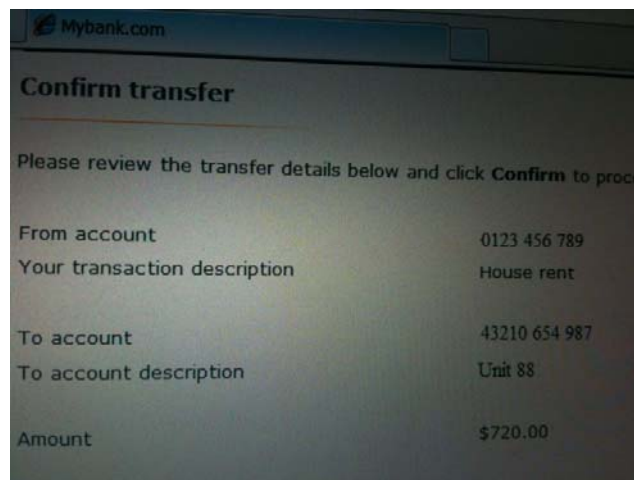 Mybank.com
Confirm transfer
Please review the transfer details below and click Confirm to
From account 0123 456 789
Your transaction description House rent
To account 43210 654 987
To account description Unit 88
Amount $720.00